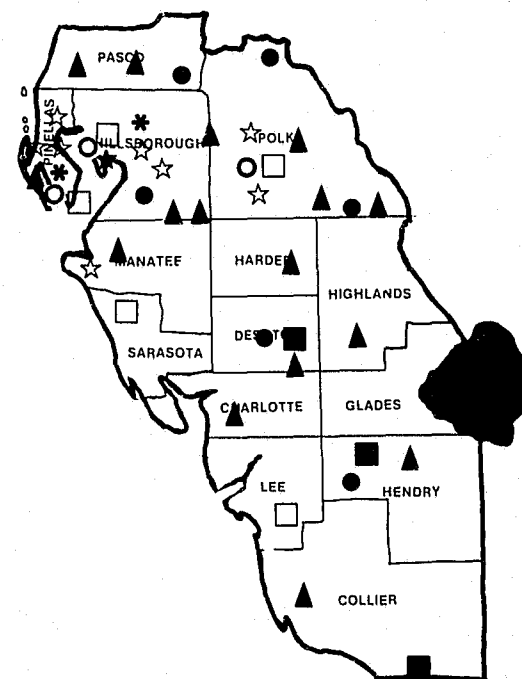 PASCO
PINELLAS
HILLSBOROUGH
POLK
MANATEE
HARDEE
HIGHLANDS
DESOTO
SARASOTA
CHARLOTTE
GLADES
LEE
HENDRY
COLLIER